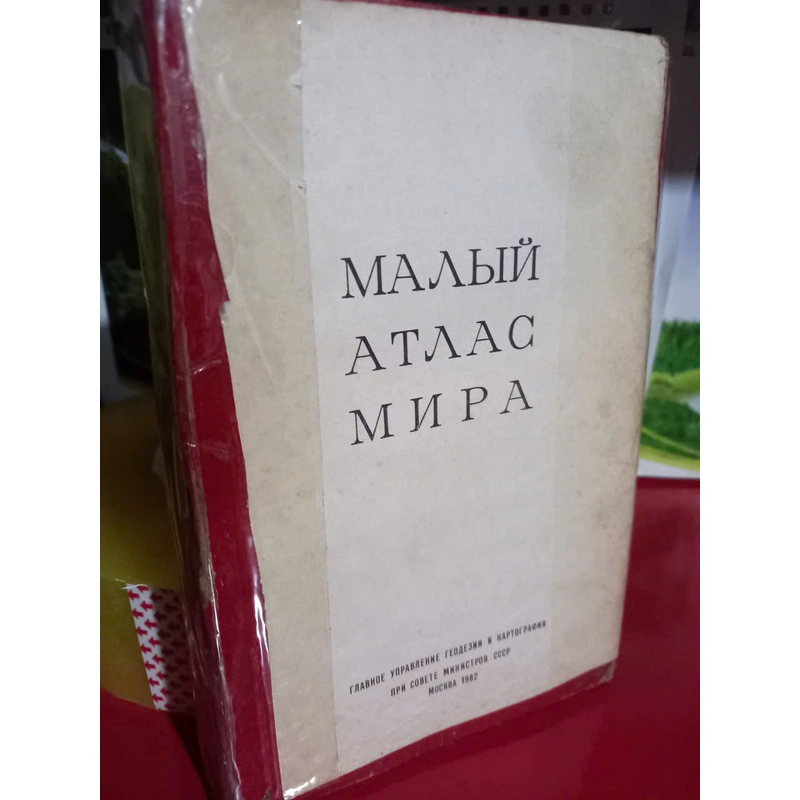 МАЛЫЙ
АТЛАС
МИРА
ГЛАВНОЕ УПРАВЛЕНИЕ ГЕОДЕЗИИ И КАРТОГРАФИИ
ПРИ СОВЕТЕ МИНИСТРОВ СССР
МОСКВА 1982